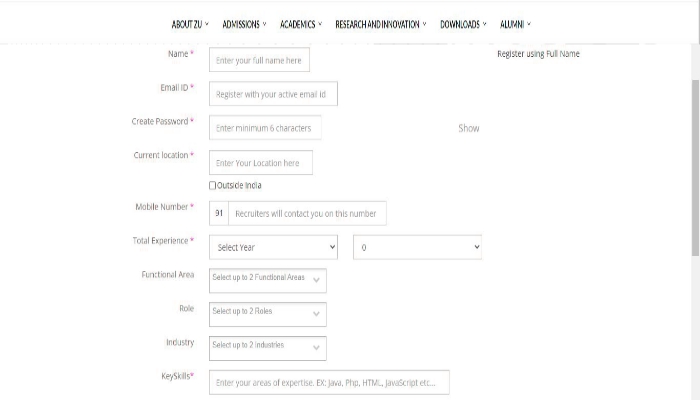 ABOUT ZU ADMISSIONS ACADEMICS RESEARCH AND INNOVATION DOWNLOADS ALUMNI
Name * Enter your full name here Register using Full Name
Email ID * Register with your active email id
Create Password * Enter minimum 6 characters Show
Current location * Enter Your Location here
Outside India
Mobile Number * 91 Recruiters will contact you on this number
Total Experience * Select Year 0
Functional Area Select up to 2 Functional Areas
Role Select up to 2 Roles
Industry Select up to 2 Industries
KeySkills* Enter your areas of expertise. EX: Java, Php, HTML, JavaScript etc...